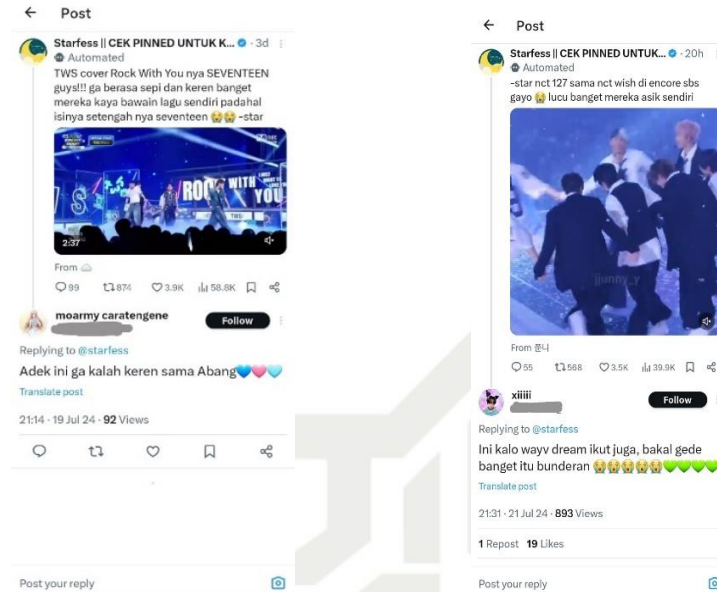 Post
Starfess || CEK PINNED UNTUK K... · 3d
Automated
TWS cover Rock With You nya SEVENTEEN
guys!!! ga berasa sepi dan keren banget
mereka kaya bawain lagu sendiri padahal
isinya setengah nya seventeen 😭😭 -star
ROCK WITH
YOU
TWS
2:37
From ☁️
99 874 3.9K 58.8K
moarmy caratengene
Follow
Replying to @starfess
Adek ini ga kalah keren sama Abang💙🩷🩵
Translate post
21:14 · 19 Jul 24 · 92 Views
Post your reply
Post
Starfess || CEK PINNED UNTUK... · 20h
Automated
-star nct 127 sama nct wish di encore sbs
gayo 😭 lucu banget mereka asik sendiri
jjunny_y
From 쭌니
55 568 3.5K 39.9K
xiiiii
Follow
Replying to @starfess
Ini kalo wayv dream ikut juga, bakal gede
banget itu bunderan 😭😭😭😭😭💚💚💚💚
Translate post
21:31 · 21 Jul 24 · 893 Views
1 Repost 19 Likes
Post your reply